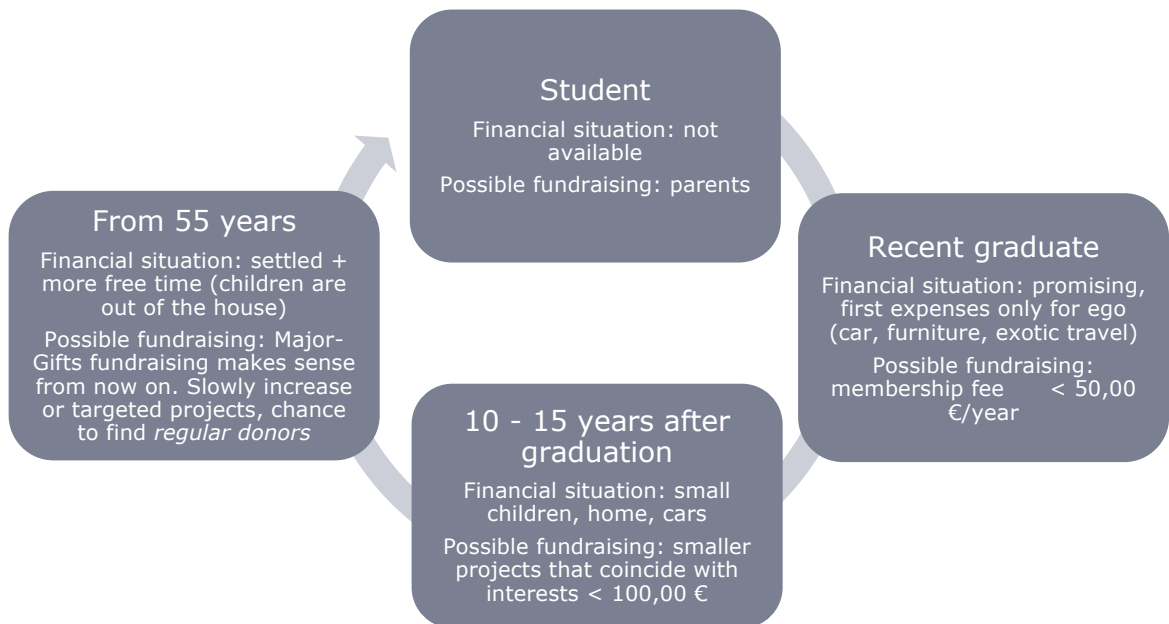 Student
Financial situation: not
available
Possible fundraising: parents
Recent graduate
Financial situation: promising,
first expenses only for ego
(car, furniture, exotic travel)
Possible fundraising:
membership fee < 50,00
€/year
10 - 15 years after
graduation
Financial situation: small
children, home, cars
Possible fundraising: smaller
projects that coincide with
interests < 100,00 €
From 55 years
Financial situation: settled +
more free time (children are
out of the house)
Possible fundraising: Major-
Gifts fundraising makes sense
from now on. Slowly increase
or targeted projects, chance
to find regular donors